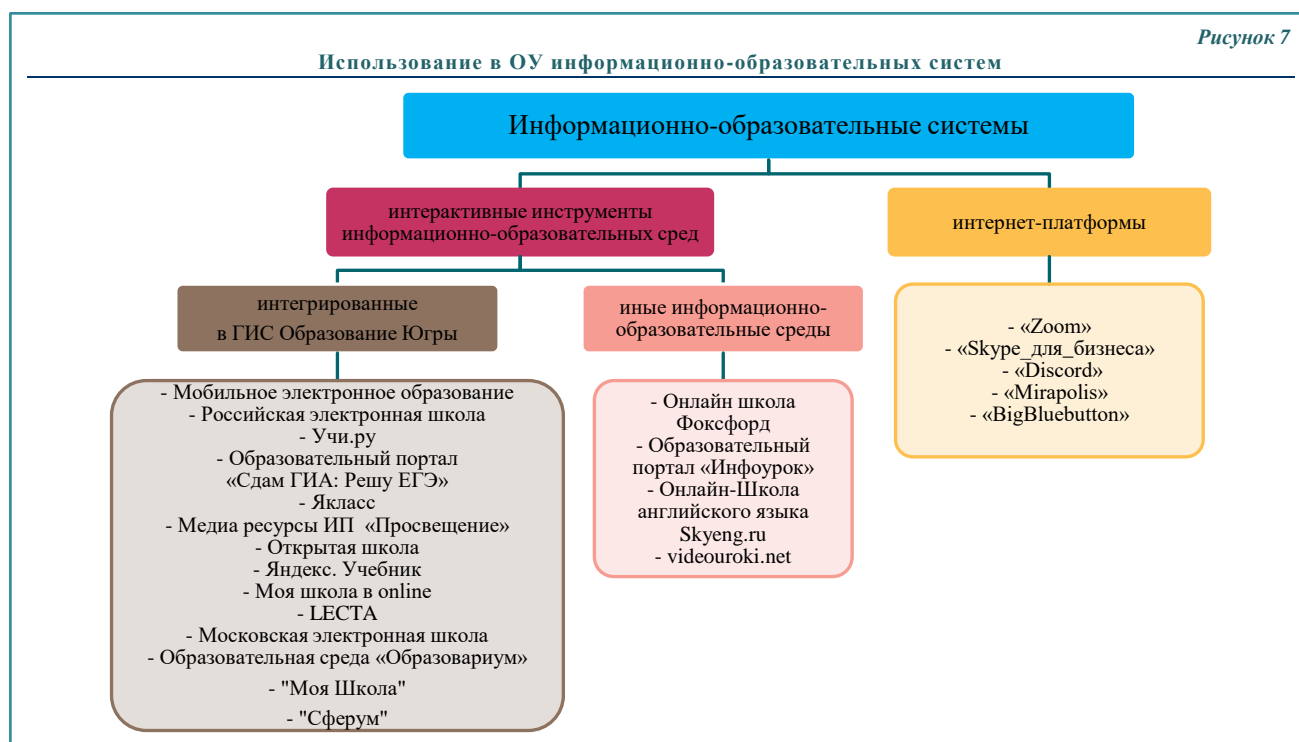 Рисунок 7
Использование в ОУ информационно-образовательных систем
Информационно-образовательные системы
интерактивные инструменты
информационно-образовательных сред
интернет-платформы
интегрированные
в ГИС Образование Югры
иные информационно-
образовательные среды
- Мобильное электронное образование
- Российская электронная школа
- Учи.ру
- Образовательный портал
«Сдам ГИА: Решу ЕГЭ»
- Якласс
- Медиа ресурсы ИП «Просвещение»
- Открытая школа
- Яндекс. Учебник
- Моя школа в online
- LECTA
- Московская электронная школа
- Образовательная среда «Образовариум»
- "Моя Школа"
- "Сферум"
- Онлайн школа
Фоксфорд
- Образовательный
портал «Инфоурок»
- Онлайн-Школа
английского языка
Skyeng.ru
- videouroki.net
- «Zoom»
- «Skype_для_бизнеса»
- «Discord»
- «Mirapolis»
- «BigBluebutton»